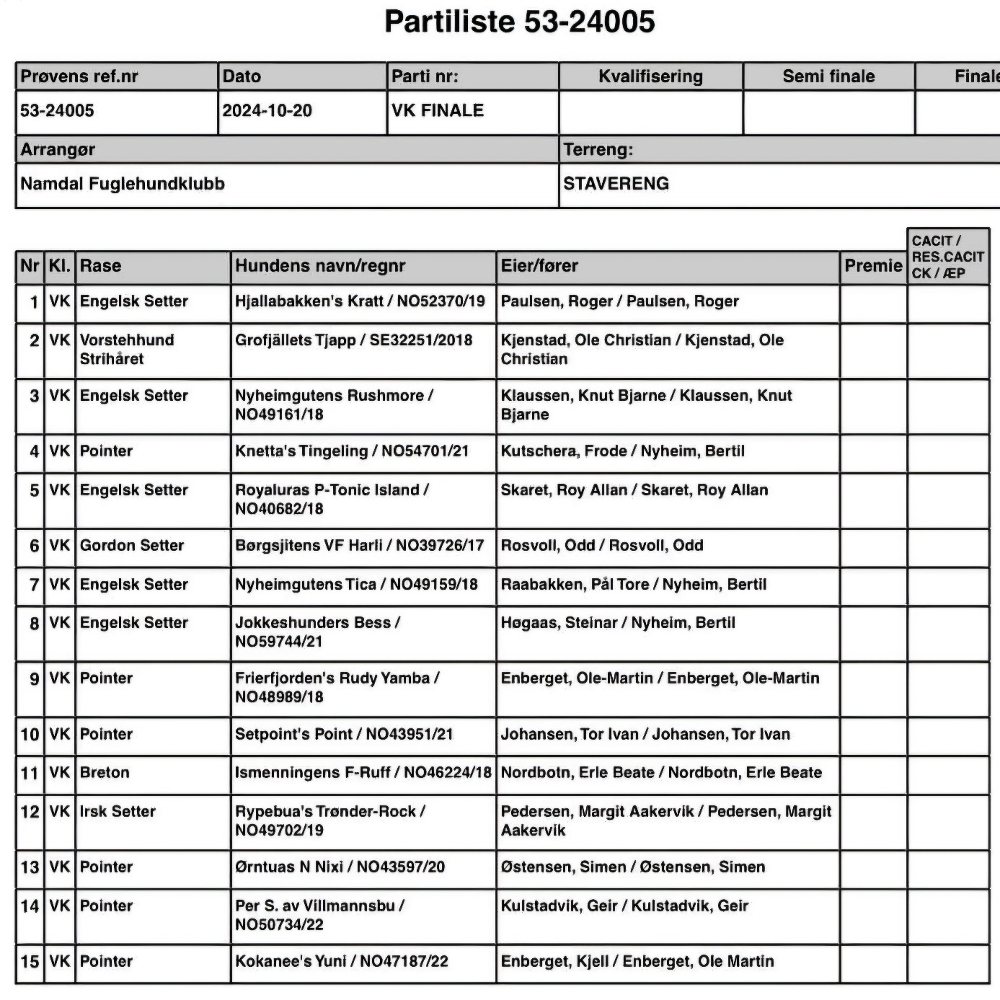 Partiliste 53-24005
Prøvens ref.nr Dato Parti nr: Kvalifisering Semi finale Finale
53-24005 2024-10-20 VK FINALE
Arrangør Terreng:
Namdal Fuglehundklubb STAVERENG
CACIT /
Nr Kl. Rase Hundens navn/regnr Eier/fører Premie RES.CACIT
CK / ÆP
1 VK Engelsk Setter Hjallabakken's Kratt / NO52370/19 Paulsen, Roger / Paulsen, Roger
2 VK Vorstehhund Grofjällets Tjapp / SE32251/2018 Kjenstad, Ole Christian / Kjenstad, Ole
Strihåret Christian
3 VK Engelsk Setter Nyheimgutens Rushmore / Klaussen, Knut Bjarne / Klaussen, Knut
NO49161/18 Bjarne
4 VK Pointer Knetta's Tingeling / NO54701/21 Kutschera, Frode / Nyheim, Bertil
5 VK Engelsk Setter Royaluras P-Tonic Island / Skaret, Roy Allan / Skaret, Roy Allan
NO40682/18
6 VK Gordon Setter Børgsjitens VF Harli / NO39726/17 Rosvoll, Odd / Rosvoll, Odd
7 VK Engelsk Setter Nyheimgutens Tica / NO49159/18 Raabakken, Pål Tore / Nyheim, Bertil
8 VK Engelsk Setter Jokkeshunders Bess / Høgaas, Steinar / Nyheim, Bertil
NO59744/21
9 VK Pointer Frierfjorden's Rudy Yamba / Enberget, Ole-Martin / Enberget, Ole-Martin
NO48989/18
10 VK Pointer Setpoint's Point / NO43951/21 Johansen, Tor Ivan / Johansen, Tor Ivan
11 VK Breton Ismenningens F-Ruff / NO46224/18 Nordbotn, Erle Beate / Nordbotn, Erle Beate
12 VK Irsk Setter Rypebua's Trønder-Rock / Pedersen, Margit Aakervik / Pedersen, Margit
NO49702/19 Aakervik
13 VK Pointer Ørntuas N Nixi / NO43597/20 Østensen, Simen / Østensen, Simen
14 VK Pointer Per S. av Villmannsbu / Kulstadvik, Geir / Kulstadvik, Geir
NO50734/22
15 VK Pointer Kokanee's Yuni / NO47187/22 Enberget, Kjell / Enberget, Ole Martin